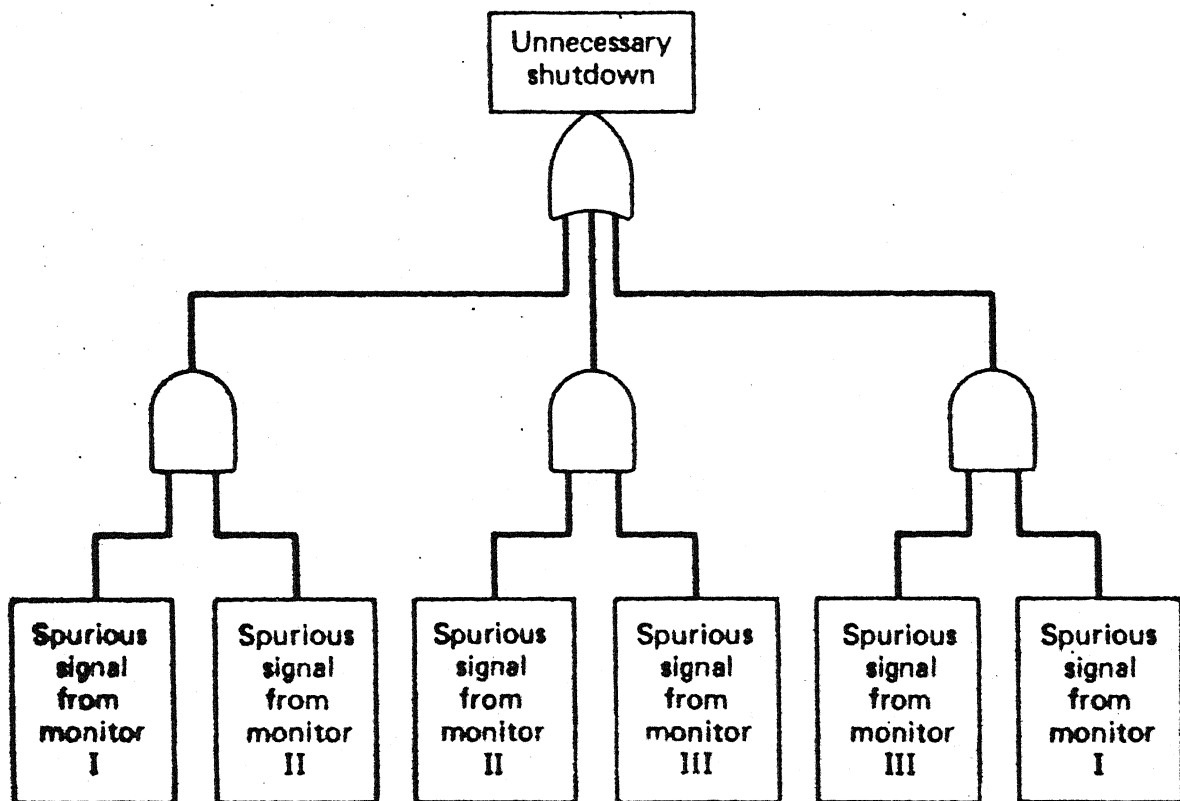 Unnecessary
shutdown
Spurious
signal
from
monitor
I
Spurious
signal
from
monitor
II
Spurious
signal
from
monitor
II
Spurious
signal
from
monitor
III
Spurious
signal
from
monitor
III
Spurious
signal
from
monitor
I